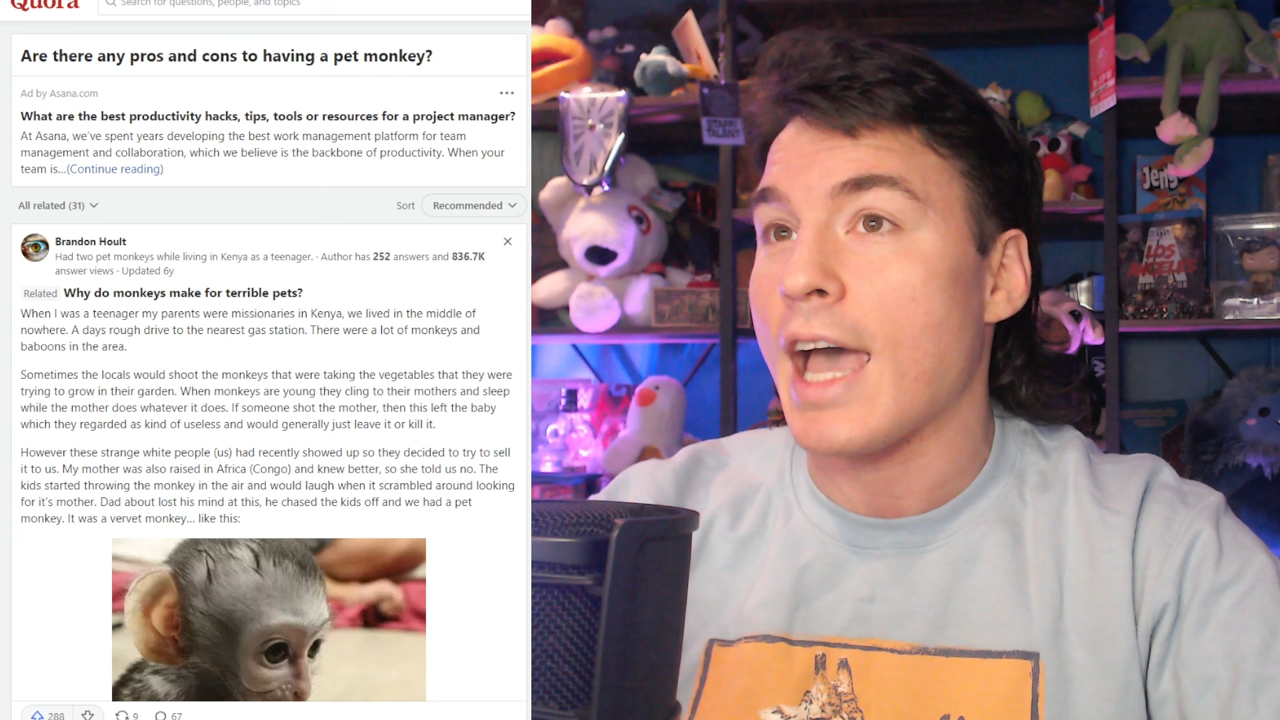 Quora
Search for questions, people, and topics
Are there any pros and cons to having a pet monkey?
Ad by Asana.com
What are the best productivity hacks, tips, tools or resources for a project manager?
At Asana, we've spent years developing the best work management platform for team
management and collaboration, which we believe is the backbone of productivity. When your
team is...(Continue reading)
All related (31)
Sort
Recommended
Brandon Hoult
Had two pet monkeys while living in Kenya as a teenager. · Author has 252 answers and 836.7K
answer views · Updated 6y
Related Why do monkeys make for terrible pets?
When I was a teenager my parents were missionaries in Kenya, we lived in the middle of
nowhere. A days rough drive to the nearest gas station. There were a lot of monkeys and
baboons in the area.
Sometimes the locals would shoot the monkeys that were taking the vegetables that they were
trying to grow in their garden. When monkeys are young they cling to their mothers and sleep
while the mother does whatever it does. If someone shot the mother, then this left the baby
which they regarded as kind of useless and would generally just leave it or kill it.
However these strange white people (us) had recently showed up so they decided to try to sell
it to us. My mother was also raised in Africa (Congo) and knew better, so she told us no. The
kids started throwing the monkey in the air and would laugh when it scrambled around looking
for it's mother. Dad about lost his mind at this, he chased the kids off and we had a pet
monkey. It was a vervet monkey... like this:
288
9
67
Jenga
LOS
ANGELES